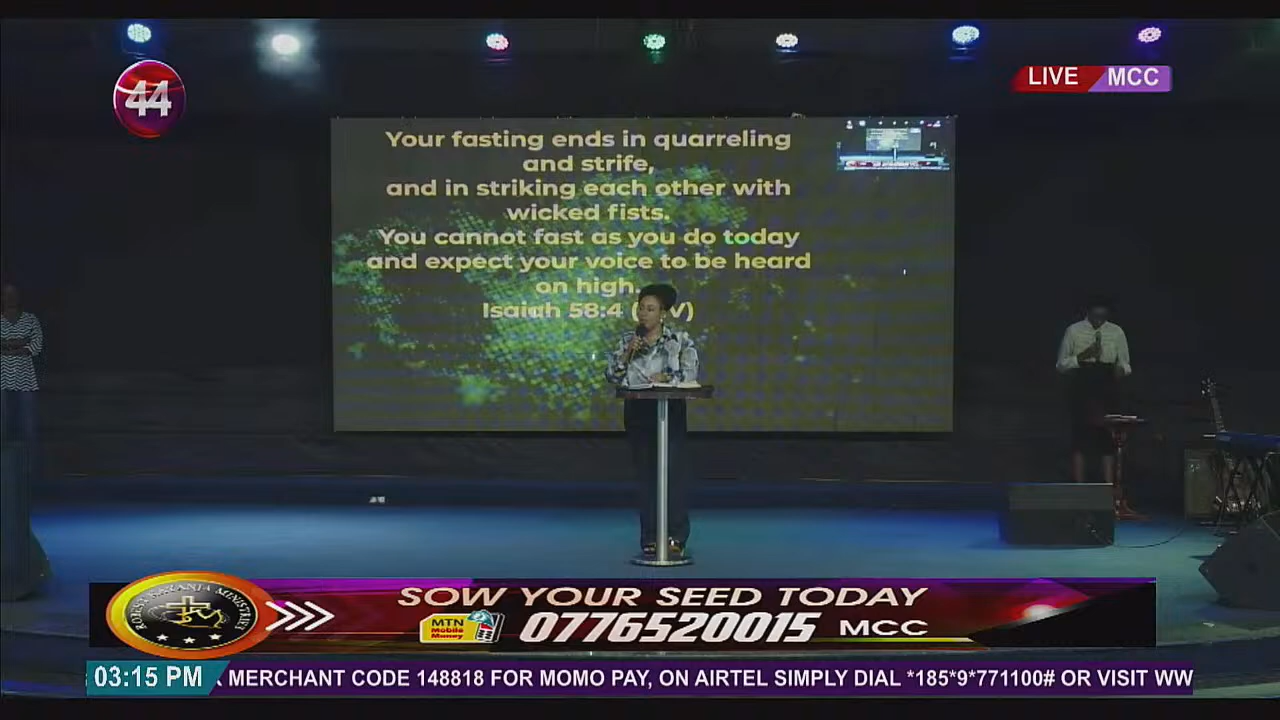 44
LIVE MCC
Your fasting ends in quarreling
and strife,
and in striking each other with
wicked fists.
You cannot fast as you do today
and expect your voice to be heard
on high.
Isaiah 58:4 ( V)
SOW YOUR SEED TODAY
MTN Mobile Money 0776520015 MCC
03:15 PM MERCHANT CODE 148818 FOR MOMO PAY, ON AIRTEL SIMPLY DIAL *185*9*771100# OR VISIT WW